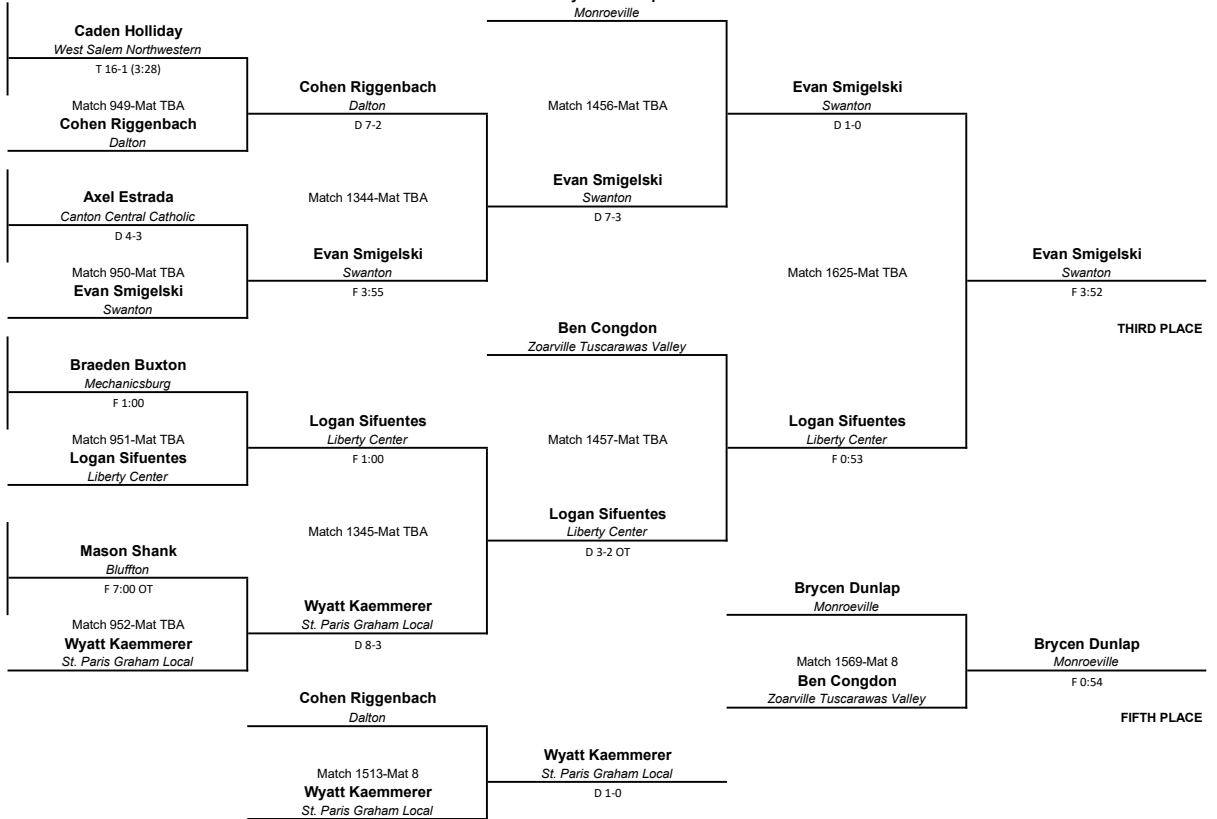 Monroeville
Caden Holliday
West Salem Northwestern
T 16-1 (3:28)
Match 949-Mat TBA
Cohen Riggenbach
Dalton
Cohen Riggenbach
Dalton
D 7-2
Match 1456-Mat TBA
Evan Smigelski
Swanton
D 1-0
Axel Estrada
Canton Central Catholic
D 4-3
Match 950-Mat TBA
Evan Smigelski
Swanton
Match 1344-Mat TBA
Evan Smigelski
Swanton
F 3:55
Evan Smigelski
Swanton
D 7-3
Match 1625-Mat TBA
Evan Smigelski
Swanton
F 3:52
THIRD PLACE
Braeden Buxton
Mechanicsburg
F 1:00
Match 951-Mat TBA
Logan Sifuentes
Liberty Center
Logan Sifuentes
Liberty Center
F 1:00
Ben Congdon
Zoarville Tuscarawas Valley
Match 1457-Mat TBA
Logan Sifuentes
Liberty Center
F 0:53
Mason Shank
Bluffton
F 7:00 OT
Match 952-Mat TBA
Wyatt Kaemmerer
St. Paris Graham Local
Match 1345-Mat TBA
Wyatt Kaemmerer
St. Paris Graham Local
D 8-3
Logan Sifuentes
Liberty Center
D 3-2 OT
Brycen Dunlap
Monroeville
Match 1569-Mat 8
Ben Congdon
Zoarville Tuscarawas Valley
Brycen Dunlap
Monroeville
F 0:54
FIFTH PLACE
Cohen Riggenbach
Dalton
Match 1513-Mat 8
Wyatt Kaemmerer
St. Paris Graham Local
Wyatt Kaemmerer
St. Paris Graham Local
D 1-0